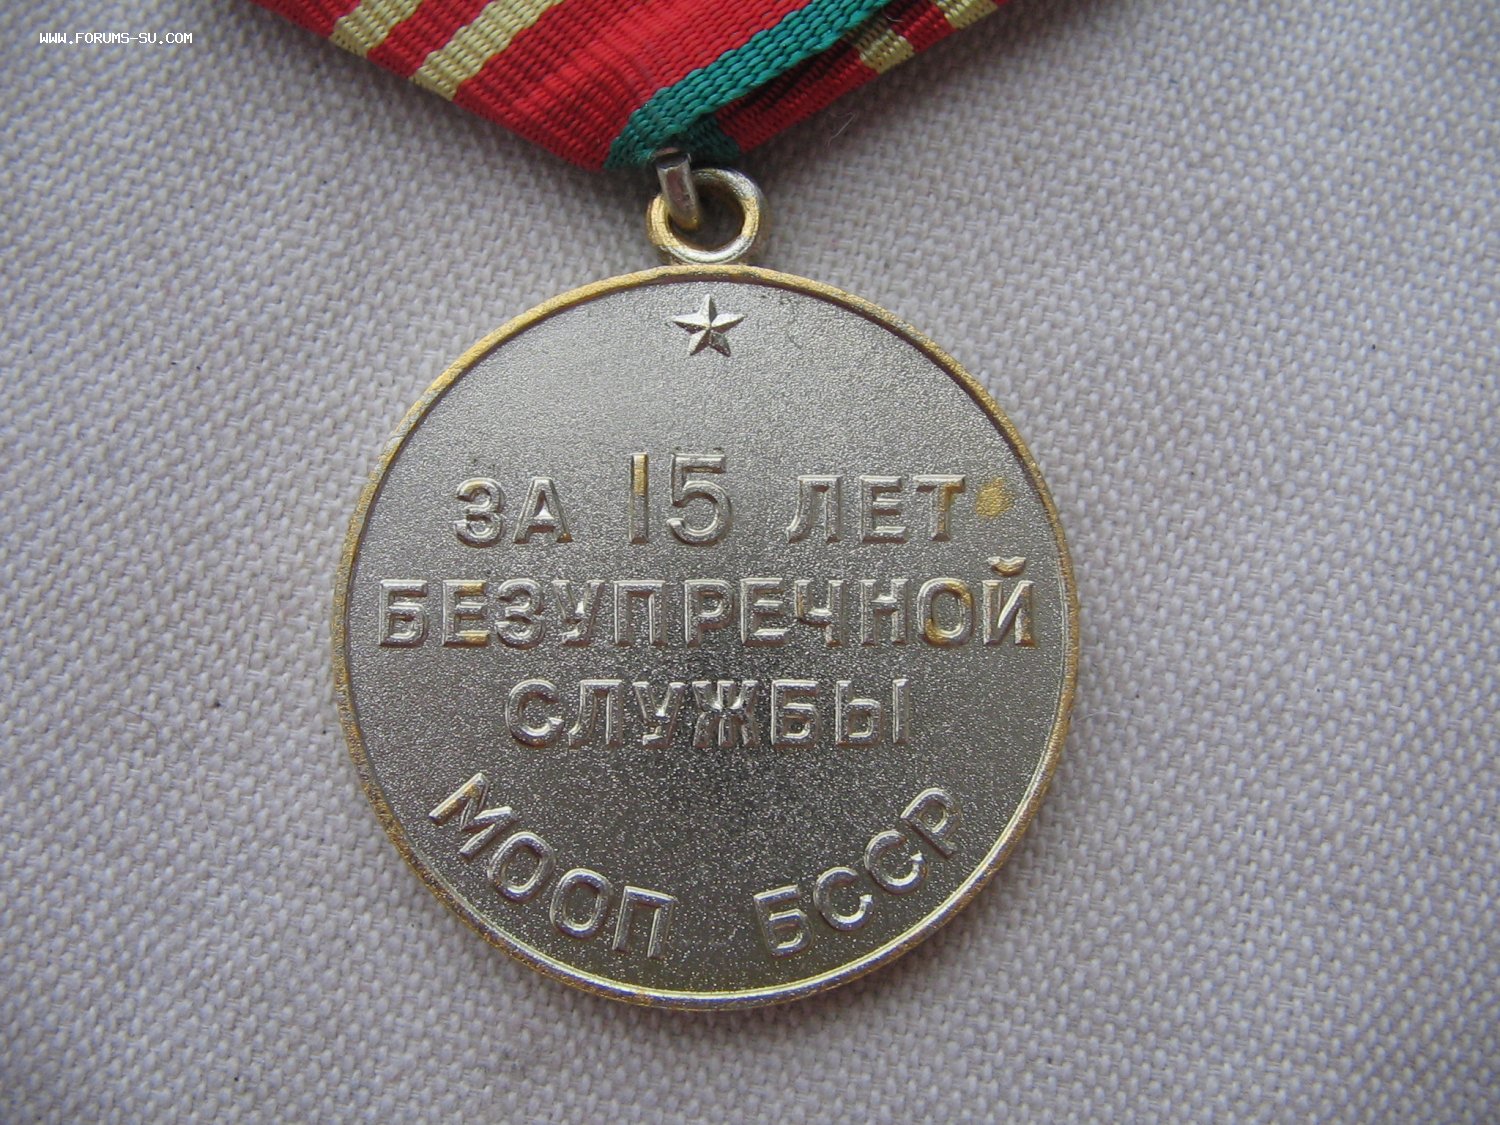 WWW.FORUMS-SU.COM
ЗА 15 ЛЕТ
БЕЗУПРЕЧНОЙ
СЛУЖБЫ
МООП БССР